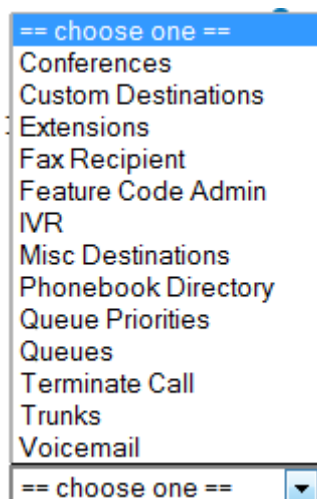 == choose one ==
Conferences
Custom Destinations
Extensions
Fax Recipient
Feature Code Admin
IVR
Misc Destinations
Phonebook Directory
Queue Priorities
Queues
Terminate Call
Trunks
Voicemail
== choose one ==